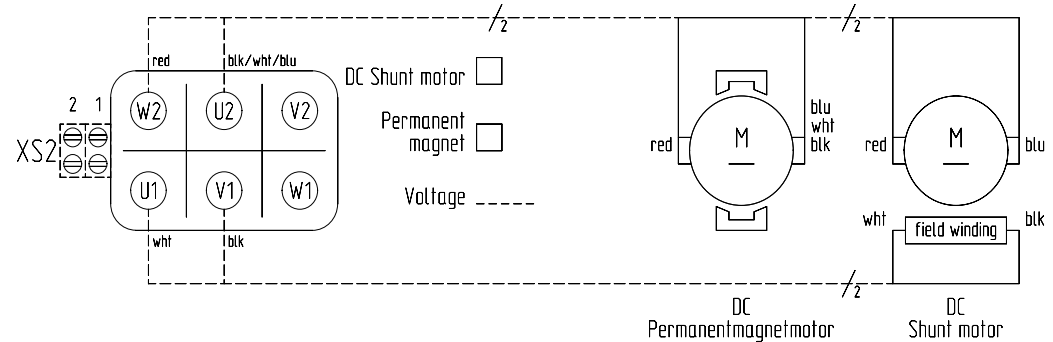 2
2
red
blk/wht/blu
DC Shunt motor
2 1
W2
U2
V2
Permanent
magnet
blu
wht
blk
red
M
red
M
blu
XS2
U1
V1
W1
Voltage
wht
blk
field winding
wht
blk
2
DC
Permanentmagnetmotor
DC
Shunt motor